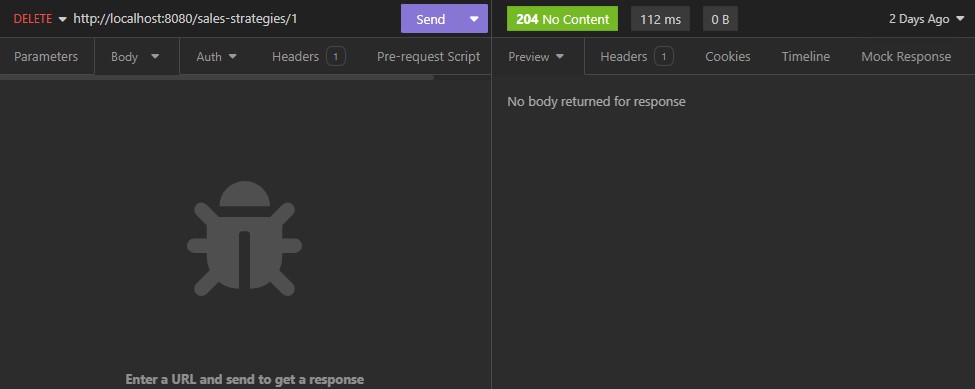 DELETE http://localhost:8080/sales-strategies/1 Send 204 No Content 112 ms 0 B 2 Days Ago
Parameters Body Auth Headers 1 Pre-request Script Preview Headers 1 Cookies Timeline Mock Response
No body returned for response
Enter a URL and send to get a response